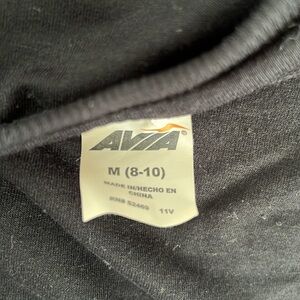 AVIA
M (8-10)
MADE IN/HECHO EN
CHINA
RN# 52469 11V